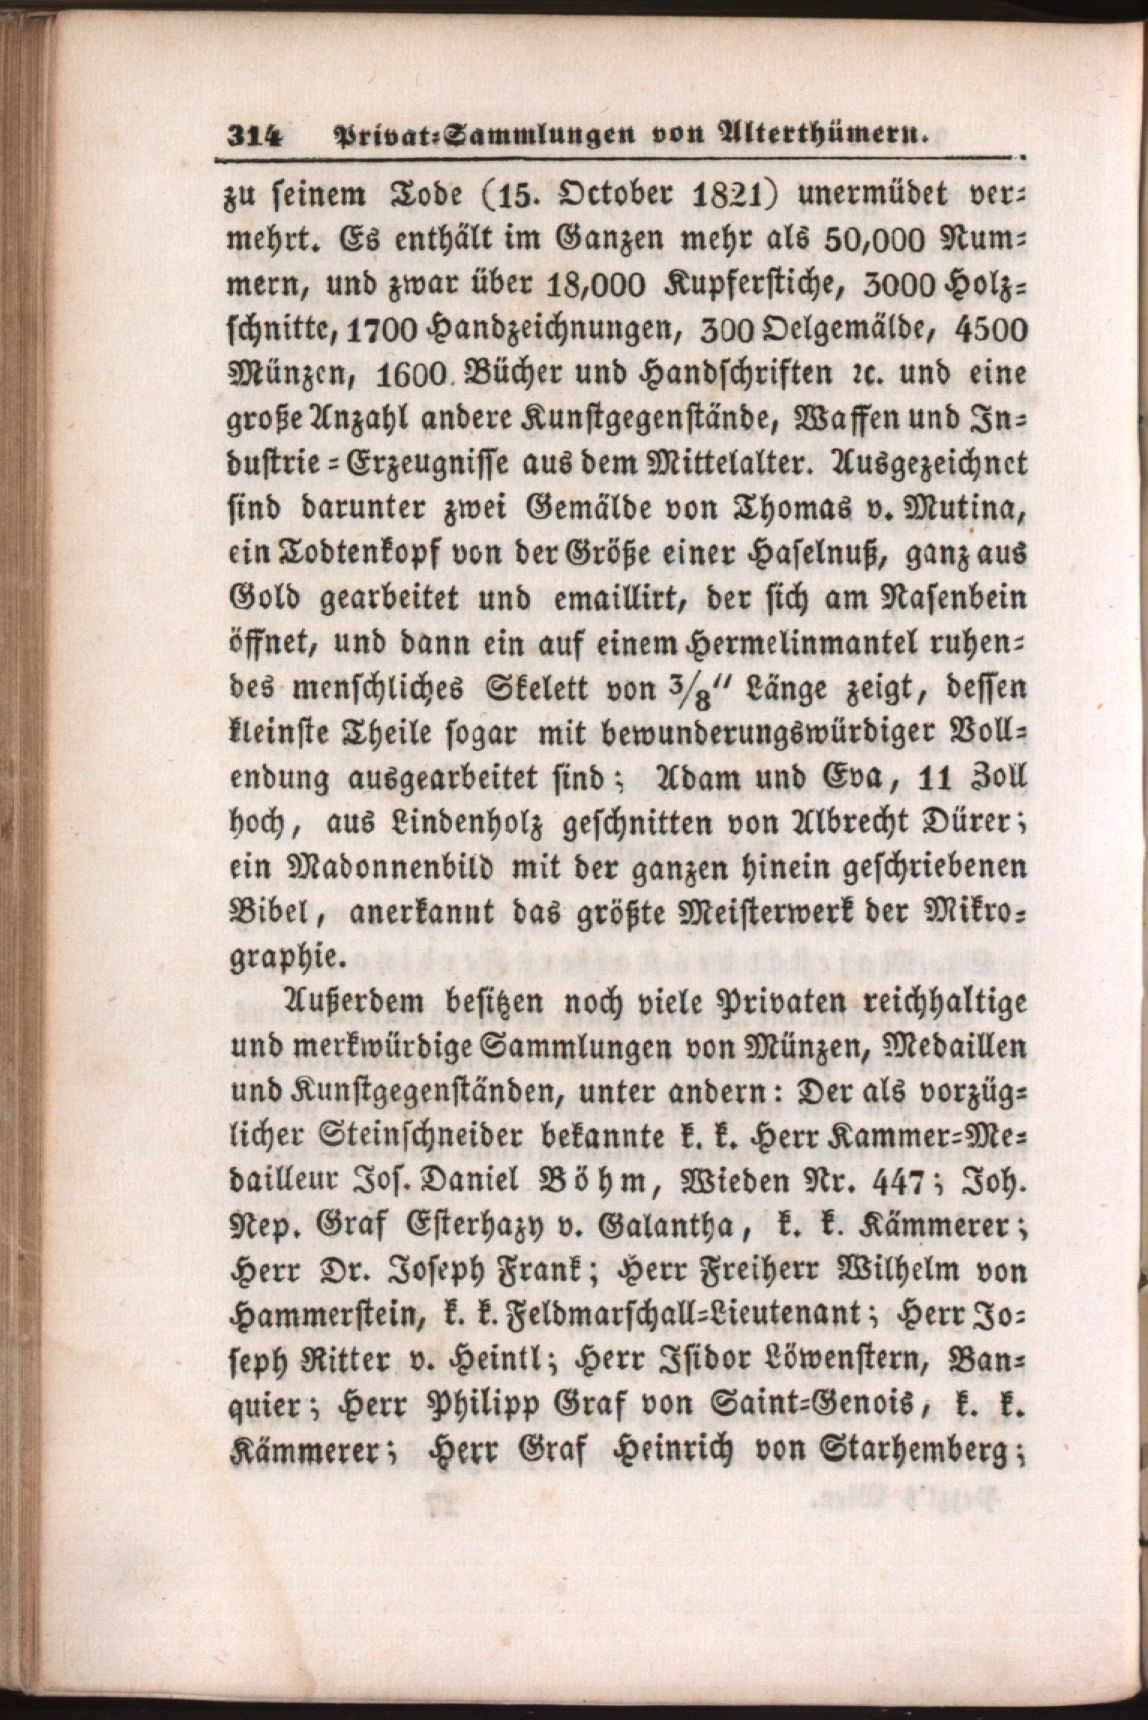 314 Privat-Sammlungen von Alterthümern.
zu seinem Tode (15. October 1821) unermüdet ver-
mehrt. Es enthält im Ganzen mehr als 50,000 Num-
mern, und zwar über 18,000 Kupferstiche, 3000 Holz-
schnitte, 1700 Handzeichnungen, 300 Oelgemälde, 4500
Münzen, 1600 Bücher und Handschriften ꝛc. und eine
große Anzahl andere Kunstgegenstände, Waffen und In-
dustrie-Erzeugnisse aus dem Mittelalter. Ausgezeichnet
sind darunter zwei Gemälde von Thomas v. Mutina,
ein Todtenkopf von der Größe einer Haselnuß, ganz aus
Gold gearbeitet und emaillirt, der sich am Nasenbein
öffnet, und dann ein auf einem Hermelinmantel ruhen-
des menschliches Skelett von 3/8" Länge zeigt, dessen
kleinste Theile sogar mit bewunderungswürdiger Voll-
endung ausgearbeitet sind; Adam und Eva, 11 Zoll
hoch, aus Lindenholz geschnitten von Albrecht Dürer;
ein Madonnenbild mit der ganzen hinein geschriebenen
Bibel, anerkannt das größte Meisterwerk der Mikro-
graphie.
Außerdem besitzen noch viele Privaten reichhaltige
und merkwürdige Sammlungen von Münzen, Medaillen
und Kunstgegenständen, unter andern: Der als vorzüg-
licher Steinschneider bekannte k. k. Herr Kammer-Me-
dailleur Jos. Daniel Böhm, Wieden Nr. 447; Joh.
Nep. Graf Esterhazy v. Galantha, k. k. Kämmerer;
Herr Dr. Joseph Frank; Herr Freiherr Wilhelm von
Hammerstein, k. k. Feldmarschall-Lieutenant; Herr Jo-
seph Ritter v. Heintl; Herr Isidor Löwenstern, Ban-
quier; Herr Philipp Graf von Saint-Genois, k. k.
Kämmerer; Herr Graf Heinrich von Starhemberg;